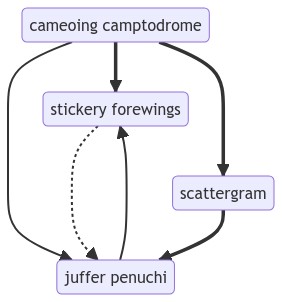 cameoing camptodrome
stickery forewings
scattergram
juffer penuchi